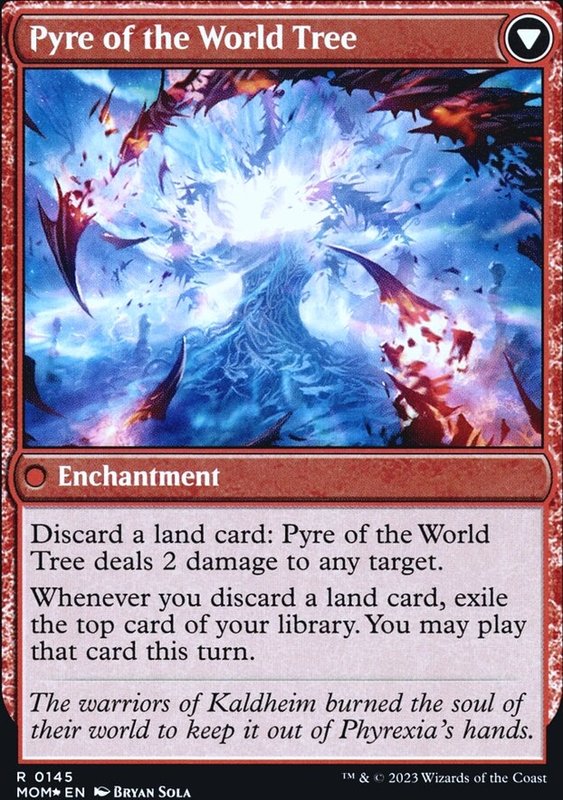 Pyre of the World Tree
Enchantment
Discard a land card: Pyre of the World
Tree deals 2 damage to any target.
Whenever you discard a land card, exile
the top card of your library. You may play
that card this turn.
The warriors of Kaldheim burned the soul of
their world to keep it out of Phyrexia's hands.
R 0145
MOM★EN Bryan Sola
™ & © 2023 Wizards of the Coast